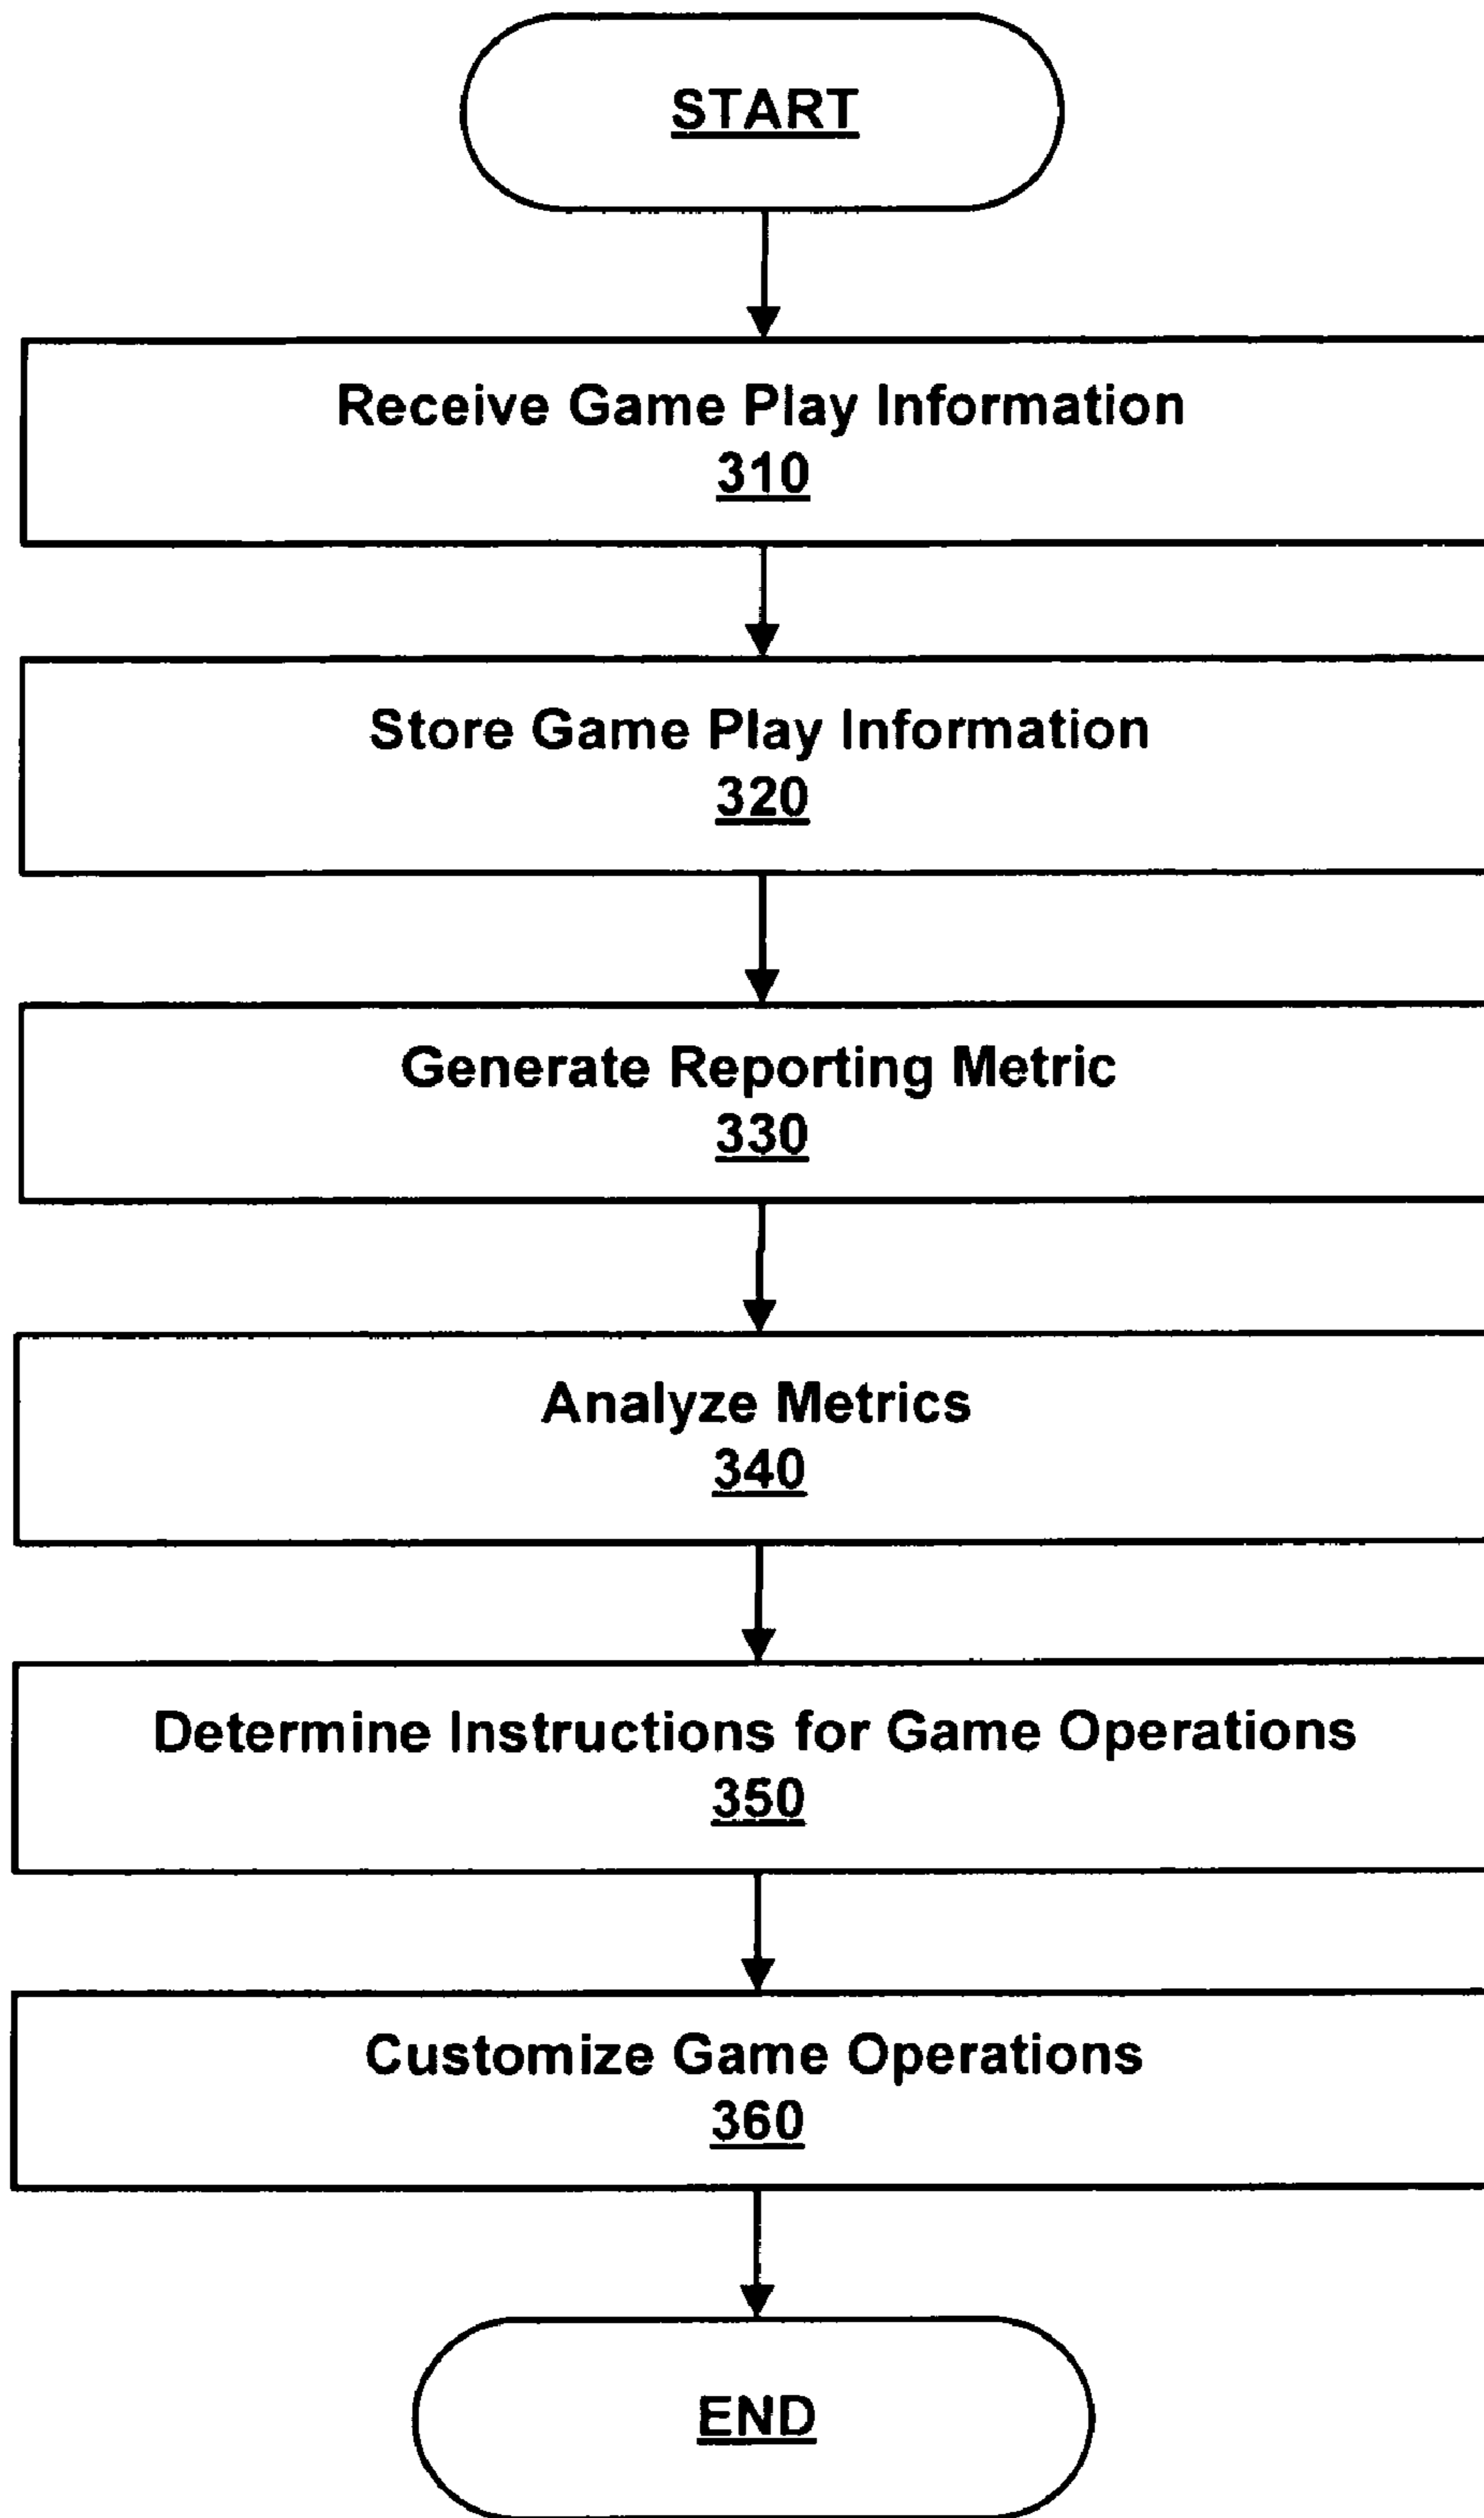 START
Receive Game Play Information
310
Store Game Play Information
320
Generate Reporting Metric
330
Analyze Metrics
340
Determine Instructions for Game Operations
350
Customize Game Operations
360
END